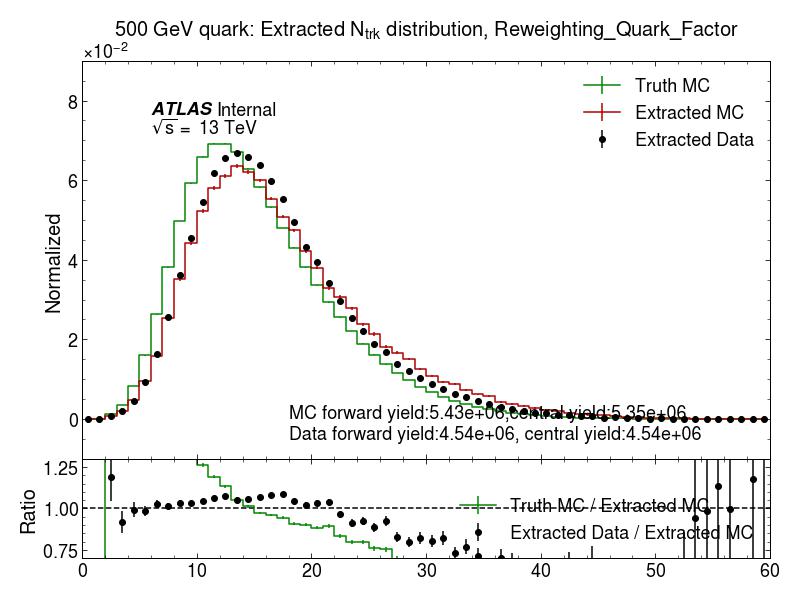 500 GeV quark: Extracted Ntrk distribution, Reweighting_Quark_Factor
×10−2
ATLAS Internal
√s = 13 TeV
Truth MC
Extracted MC
Extracted Data
Normalized
8
6
4
2
0
MC forward yield:5.43e+06,central yield:5.35e+06
Data forward yield:4.54e+06, central yield:4.54e+06
Ratio
1.25
1.00
0.75
Truth MC / Extracted MC
Extracted Data / Extracted MC
0 10 20 30 40 50 60